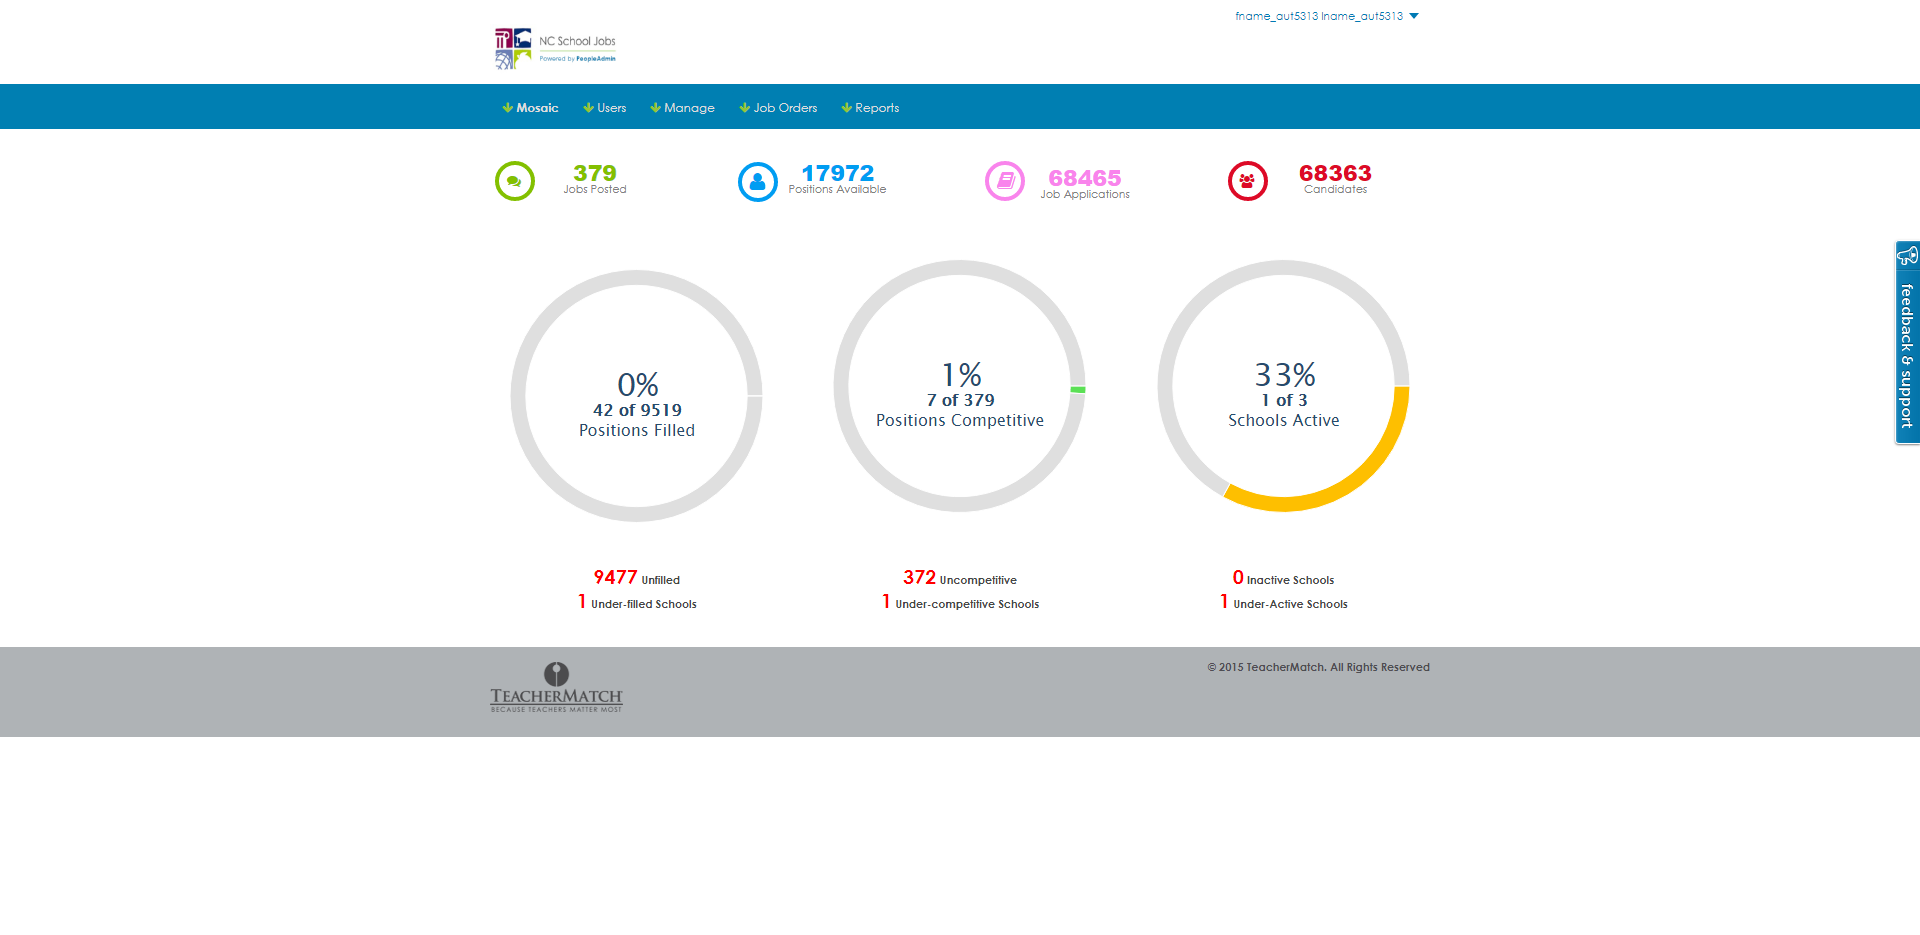 fname_aut5313 lname_aut5313
NC School Jobs
Powered by PeopleAdmin
Mosaic Users Manage Job Orders Reports
379
Jobs Posted
17972
Positions Available
68465
Job Applications
68363
Candidates
0%
42 of 9519
Positions Filled
1%
7 of 379
Positions Competitive
33%
1 of 3
Schools Active
feedback & support
9477 Unfilled
1 Under-filled Schools
372 Uncompetitive
1 Under-competitive Schools
0 Inactive Schools
1 Under-Active Schools
TEACHERMATCH
BECAUSE TEACHERS MATTER MOST
© 2015 TeacherMatch. All Rights Reserved